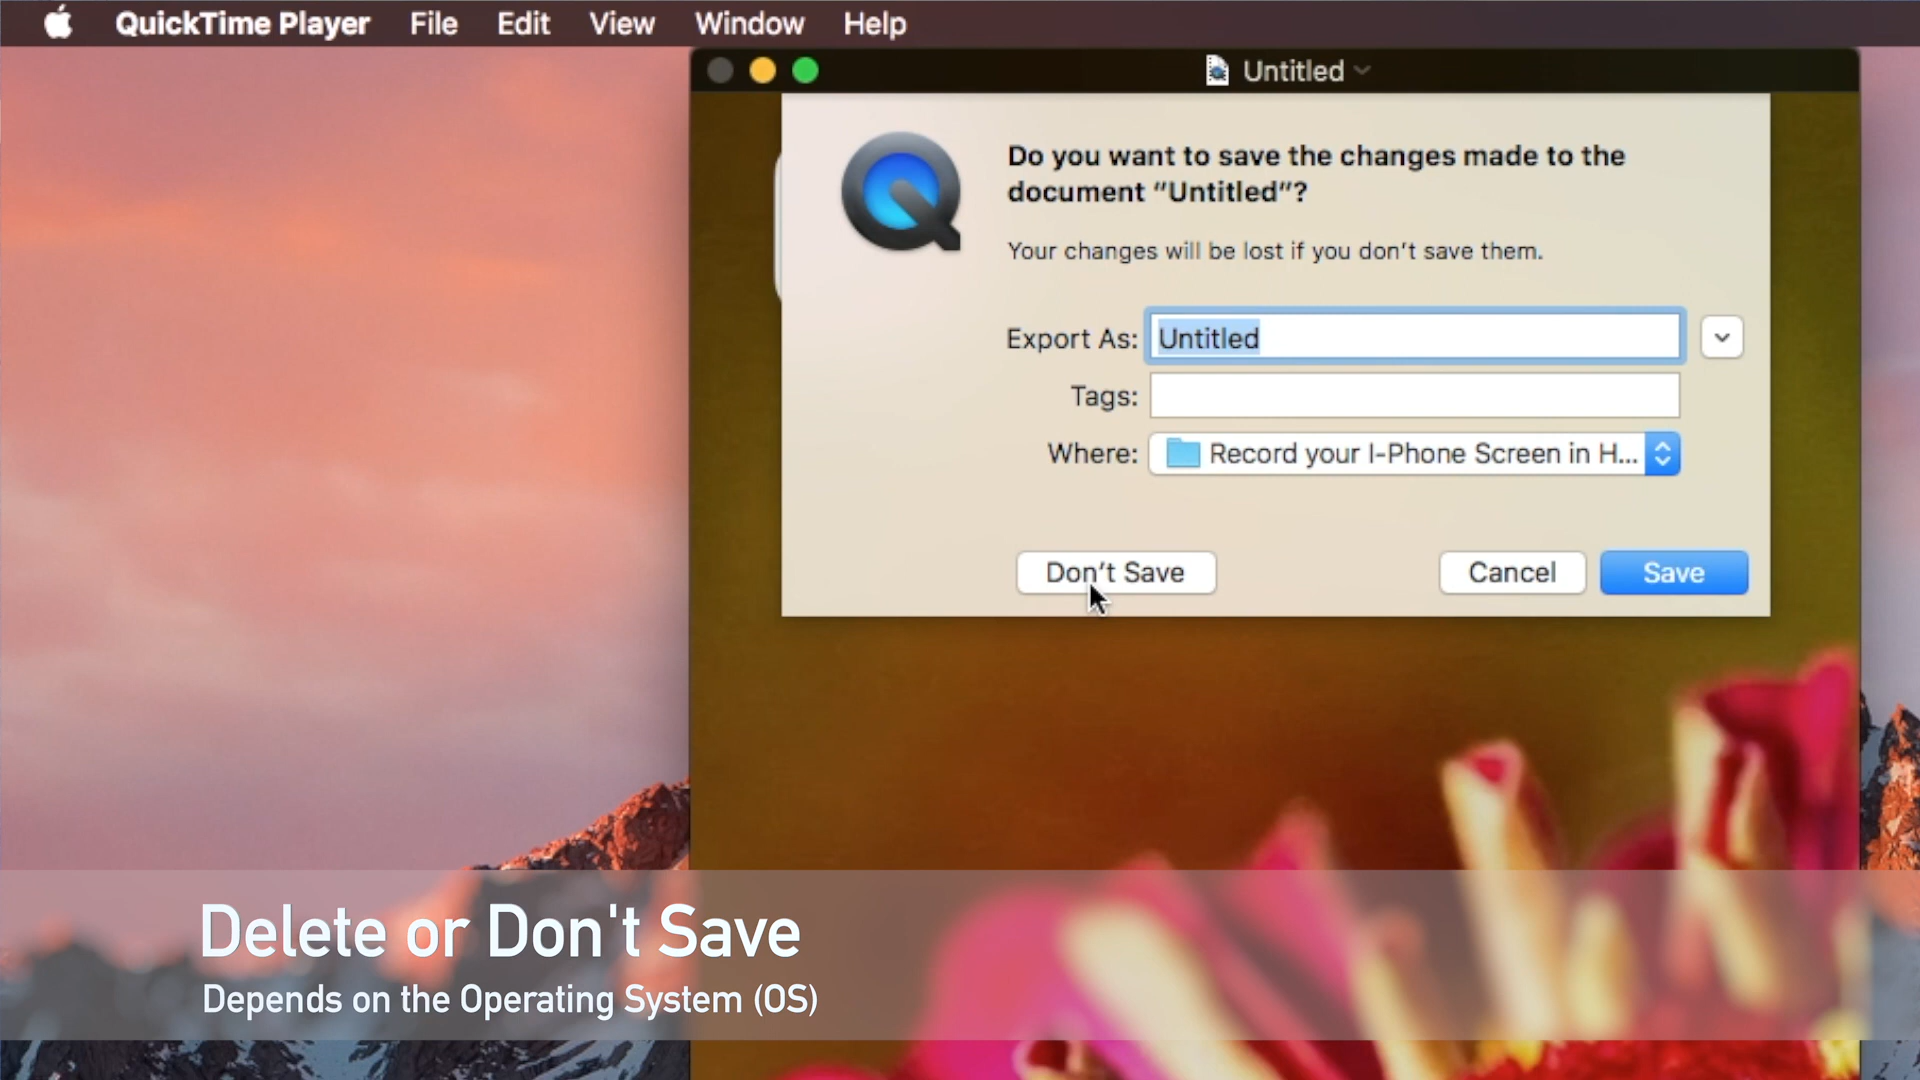 QuickTime Player File Edit View Window Help
Untitled
Do you want to save the changes made to the
document “Untitled”?
Your changes will be lost if you don’t save them.
Export As: Untitled
Tags:
Where: Record your I-Phone Screen in H...
Don’t Save Cancel Save
Delete or Don't Save
Depends on the Operating System (OS)